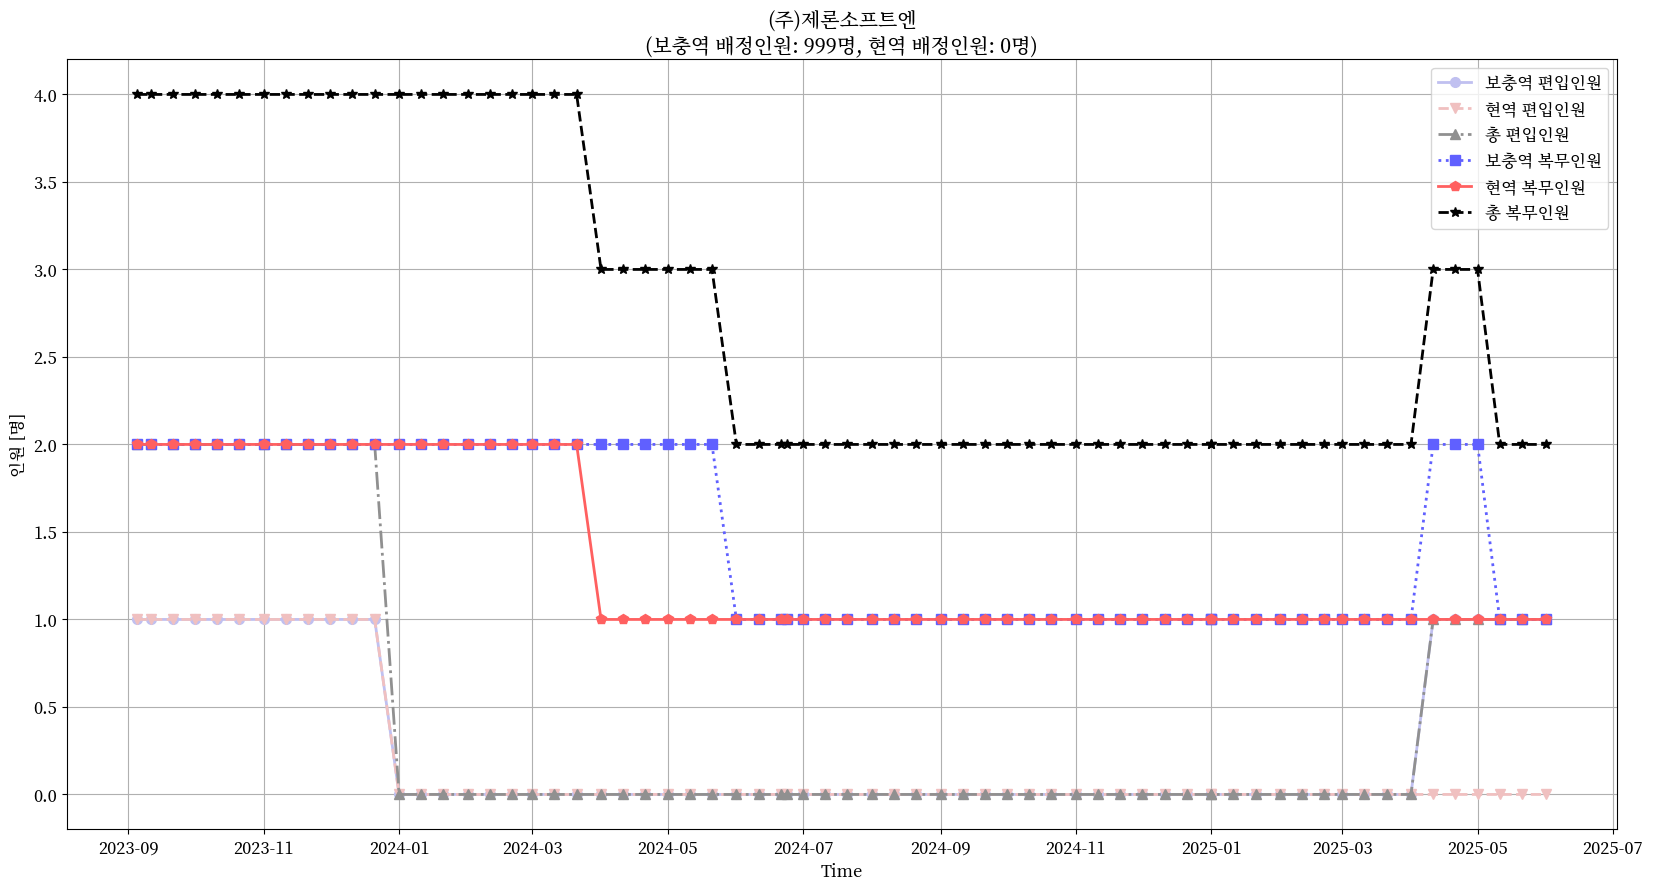 (주)제론소프트엔
(보충역 배정인원: 999명, 현역 배정인원: 0명)
보충역 편입인원
현역 편입인원
총 편입인원
보충역 복무인원
현역 복무인원
총 복무인원
인원 [명]
4.0
3.5
3.0
2.5
2.0
1.5
1.0
0.5
0.0
2023-09 2023-11 2024-01 2024-03 2024-05 2024-07 2024-09 2024-11 2025-01 2025-03 2025-05 2025-07
Time